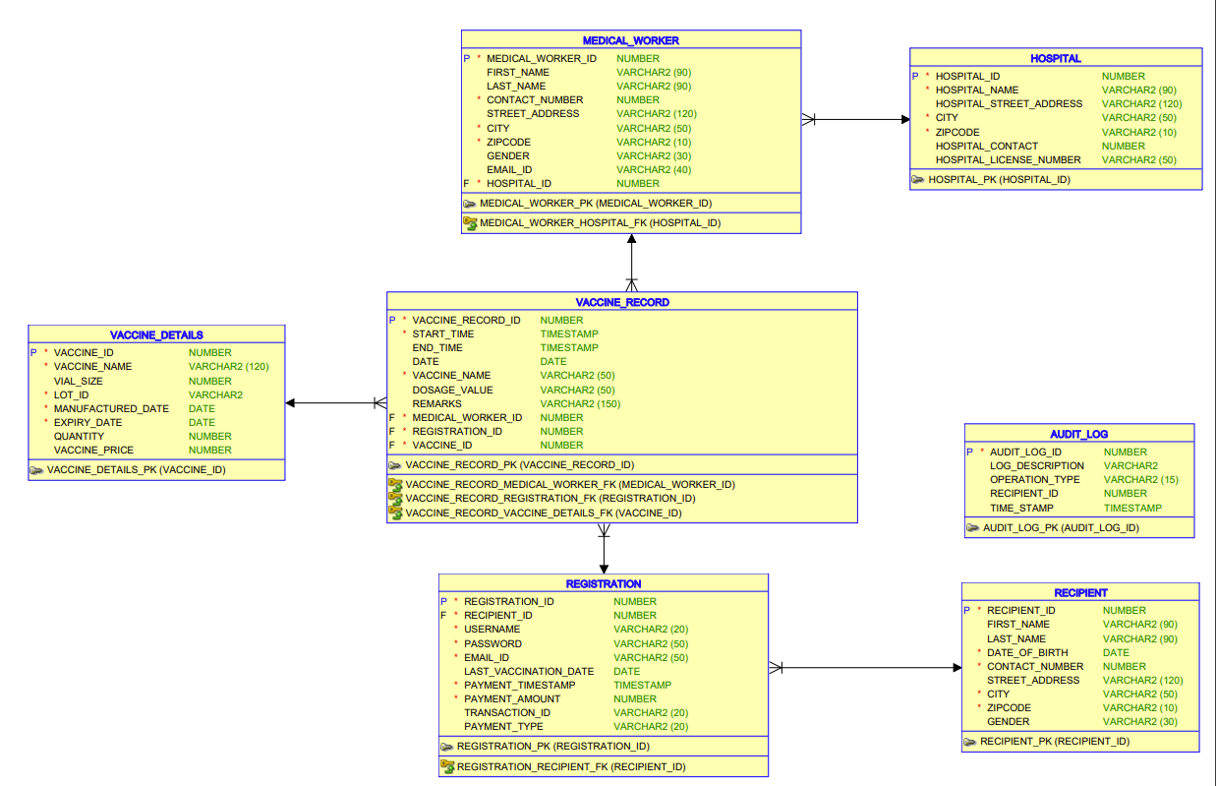 MEDICAL_WORKER
P * MEDICAL_WORKER_ID NUMBER
FIRST_NAME VARCHAR2 (90)
LAST_NAME VARCHAR2 (90)
* CONTACT_NUMBER NUMBER
STREET_ADDRESS VARCHAR2 (120)
* CITY VARCHAR2 (50)
* ZIPCODE VARCHAR2 (10)
GENDER VARCHAR2 (30)
EMAIL_ID VARCHAR2 (40)
F * HOSPITAL_ID NUMBER
MEDICAL_WORKER_PK (MEDICAL_WORKER_ID)
MEDICAL_WORKER_HOSPITAL_FK (HOSPITAL_ID)
HOSPITAL
P * HOSPITAL_ID NUMBER
* HOSPITAL_NAME VARCHAR2 (90)
HOSPITAL_STREET_ADDRESS VARCHAR2 (120)
* CITY VARCHAR2 (50)
* ZIPCODE VARCHAR2 (10)
HOSPITAL_CONTACT NUMBER
HOSPITAL_LICENSE_NUMBER VARCHAR2 (50)
HOSPITAL_PK (HOSPITAL_ID)
VACCINE_DETAILS
P * VACCINE_ID NUMBER
* VACCINE_NAME VARCHAR2 (120)
VIAL_SIZE NUMBER
* LOT_ID VARCHAR2
* MANUFACTURED_DATE DATE
* EXPIRY_DATE DATE
QUANTITY NUMBER
VACCINE_PRICE NUMBER
VACCINE_DETAILS_PK (VACCINE_ID)
VACCINE_RECORD
P * VACCINE_RECORD_ID NUMBER
* START_TIME TIMESTAMP
END_TIME TIMESTAMP
DATE DATE
* VACCINE_NAME VARCHAR2 (50)
DOSAGE_VALUE VARCHAR2 (50)
REMARKS VARCHAR2 (150)
F * MEDICAL_WORKER_ID NUMBER
F * REGISTRATION_ID NUMBER
F * VACCINE_ID NUMBER
VACCINE_RECORD_PK (VACCINE_RECORD_ID)
VACCINE_RECORD_MEDICAL_WORKER_FK (MEDICAL_WORKER_ID)
VACCINE_RECORD_REGISTRATION_FK (REGISTRATION_ID)
VACCINE_RECORD_VACCINE_DETAILS_FK (VACCINE_ID)
AUDIT_LOG
P * AUDIT_LOG_ID NUMBER
LOG_DESCRIPTION VARCHAR2
OPERATION_TYPE VARCHAR2 (15)
RECIPIENT_ID NUMBER
TIME_STAMP TIMESTAMP
AUDIT_LOG_PK (AUDIT_LOG_ID)
REGISTRATION
P * REGISTRATION_ID NUMBER
F * RECIPIENT_ID NUMBER
* USERNAME VARCHAR2 (20)
* PASSWORD VARCHAR2 (50)
* EMAIL_ID VARCHAR2 (50)
LAST_VACCINATION_DATE DATE
* PAYMENT_TIMESTAMP TIMESTAMP
* PAYMENT_AMOUNT NUMBER
TRANSACTION_ID VARCHAR2 (20)
PAYMENT_TYPE VARCHAR2 (20)
REGISTRATION_PK (REGISTRATION_ID)
REGISTRATION_RECIPIENT_FK (RECIPIENT_ID)
RECIPIENT
P * RECIPIENT_ID NUMBER
FIRST_NAME VARCHAR2 (90)
LAST_NAME VARCHAR2 (90)
* DATE_OF_BIRTH DATE
* CONTACT_NUMBER NUMBER
STREET_ADDRESS VARCHAR2 (120)
* CITY VARCHAR2 (50)
* ZIPCODE VARCHAR2 (10)
GENDER VARCHAR2 (30)
RECIPIENT_PK (RECIPIENT_ID)